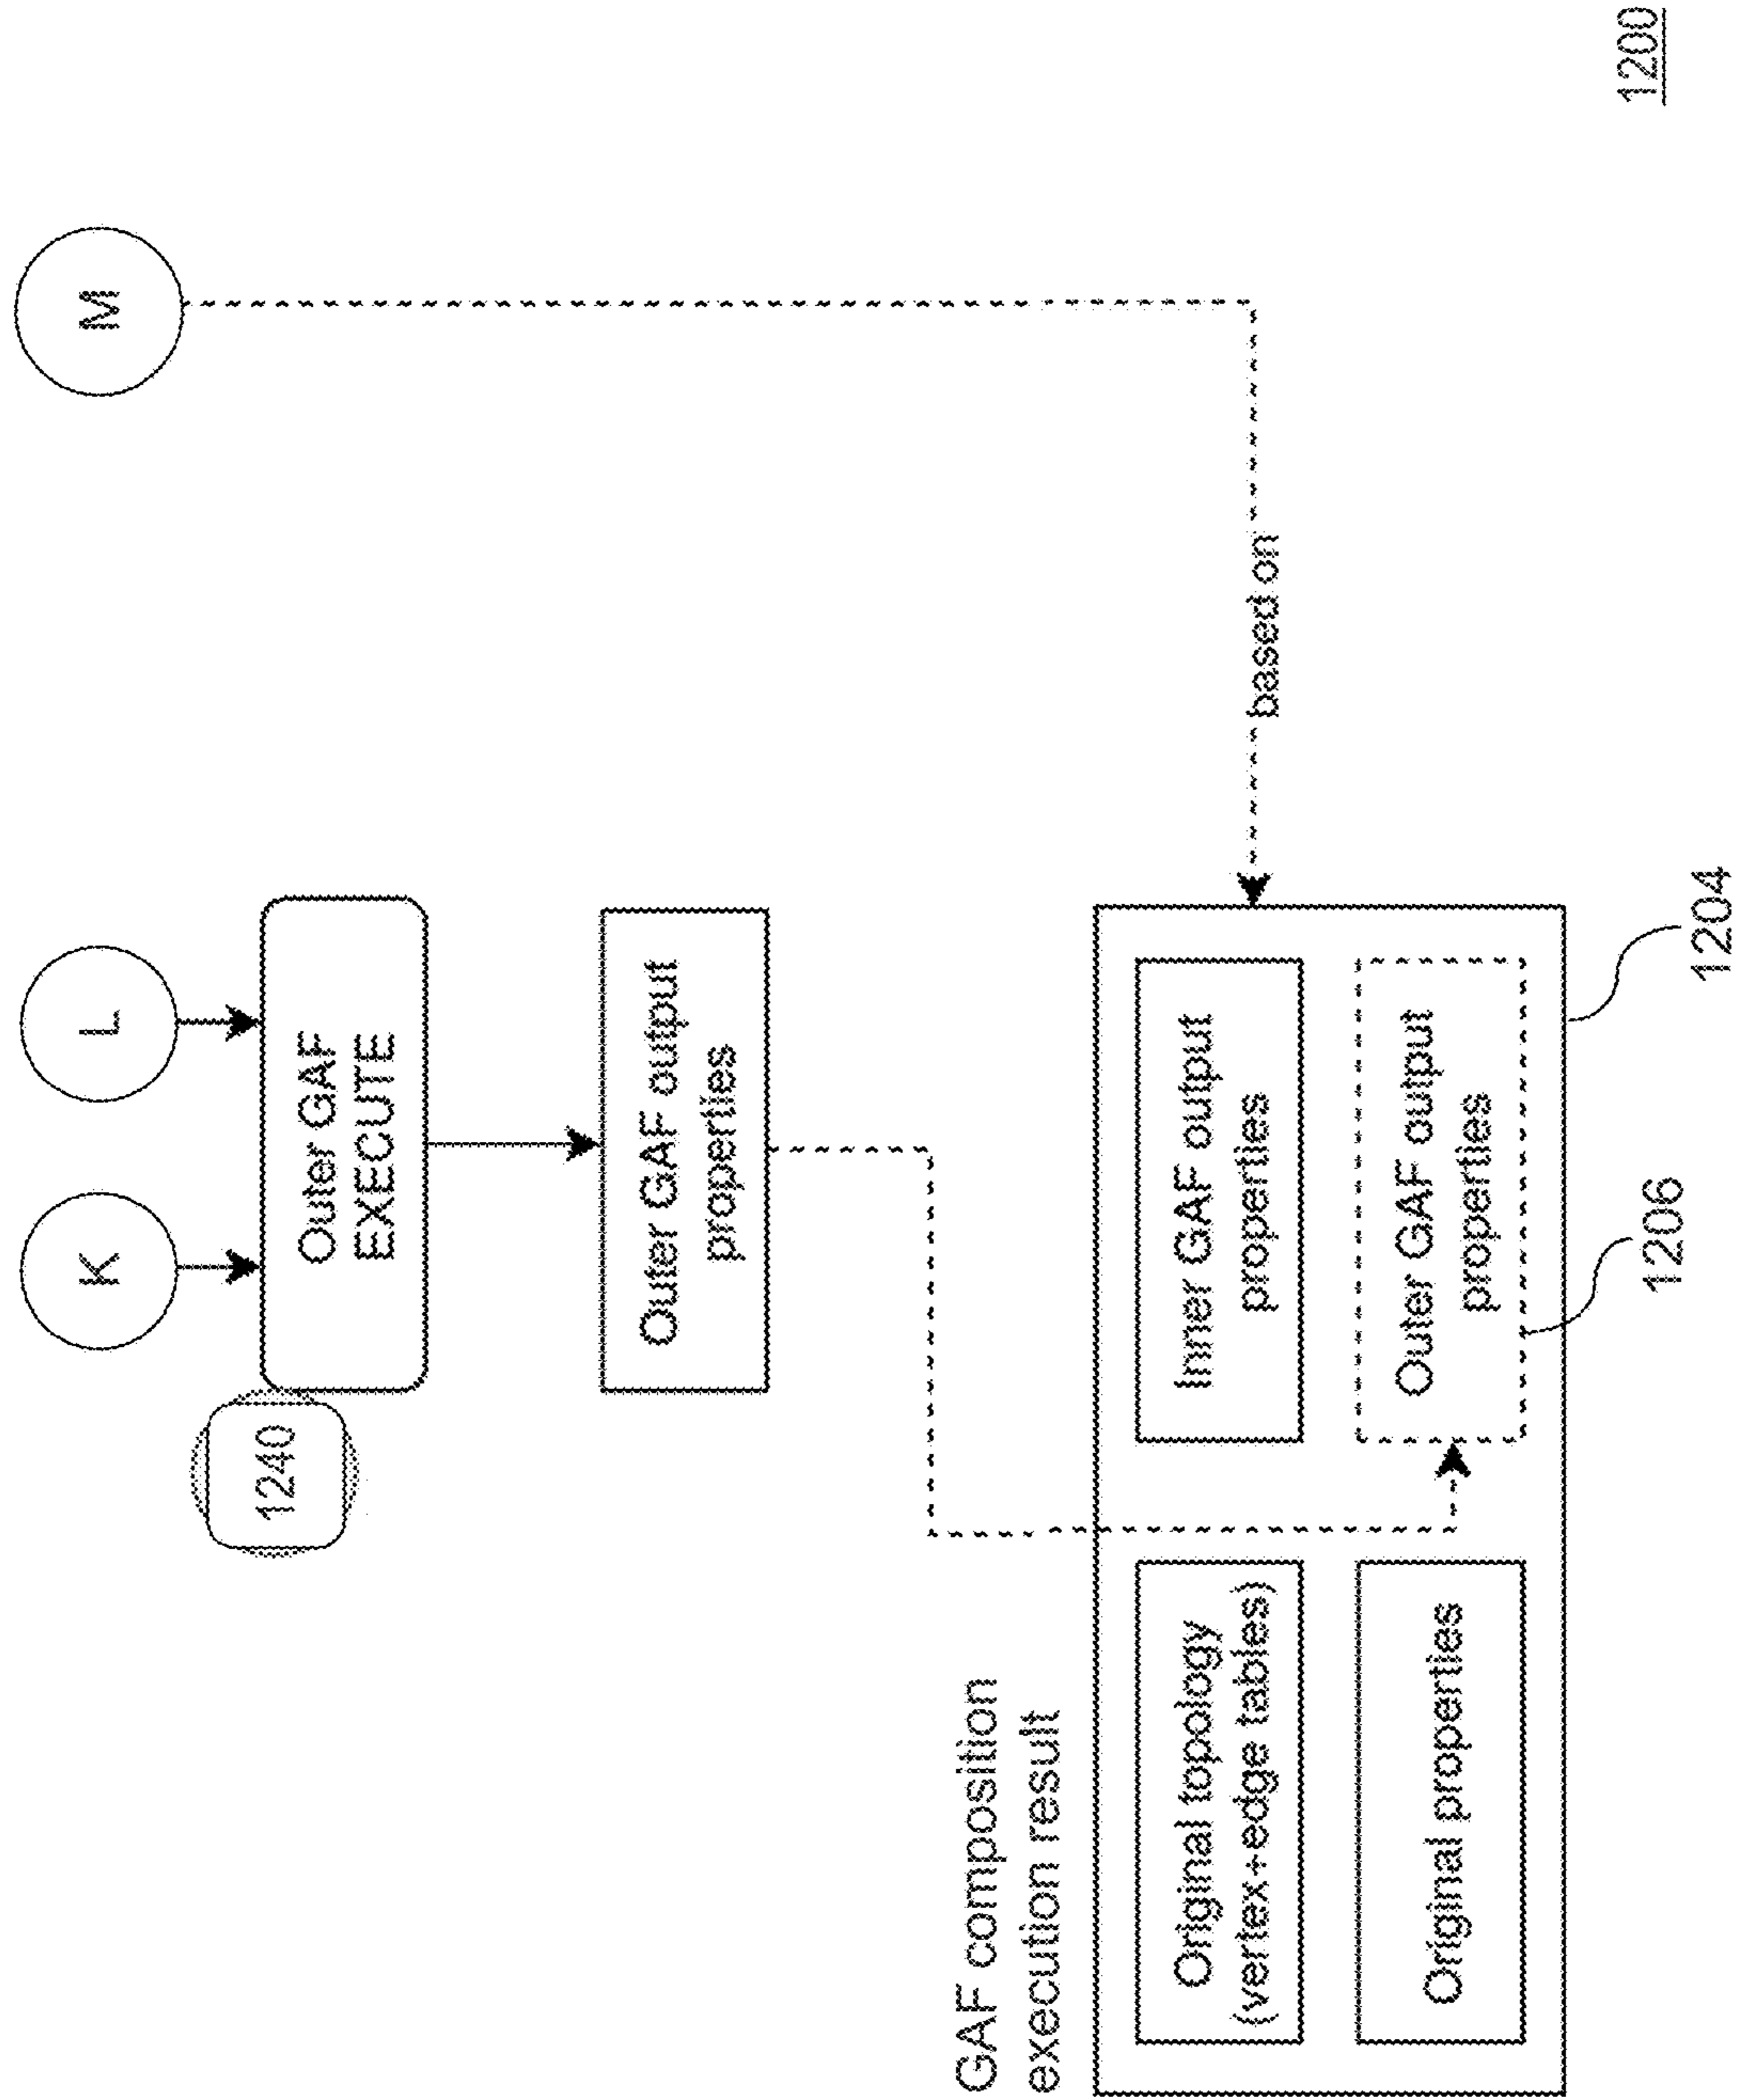 K
L
M
1240
Outer GAF
EXECUTE
Outer GAF output
properties
based on
GAF composition
execution result
Original topology
(vertex+edge tables)
Inner GAF output
properties
Original properties
Outer GAF output
properties
1206
1204
1200